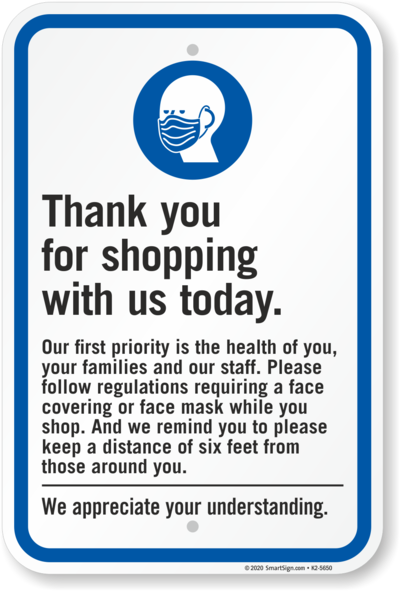 Thank you
for shopping
with us today.
Our first priority is the health of you,
your families and our staff. Please
follow regulations requiring a face
covering or face mask while you
shop. And we remind you to please
keep a distance of six feet from
those around you.
We appreciate your understanding.
© 2020 SmartSign.com • K2-5650